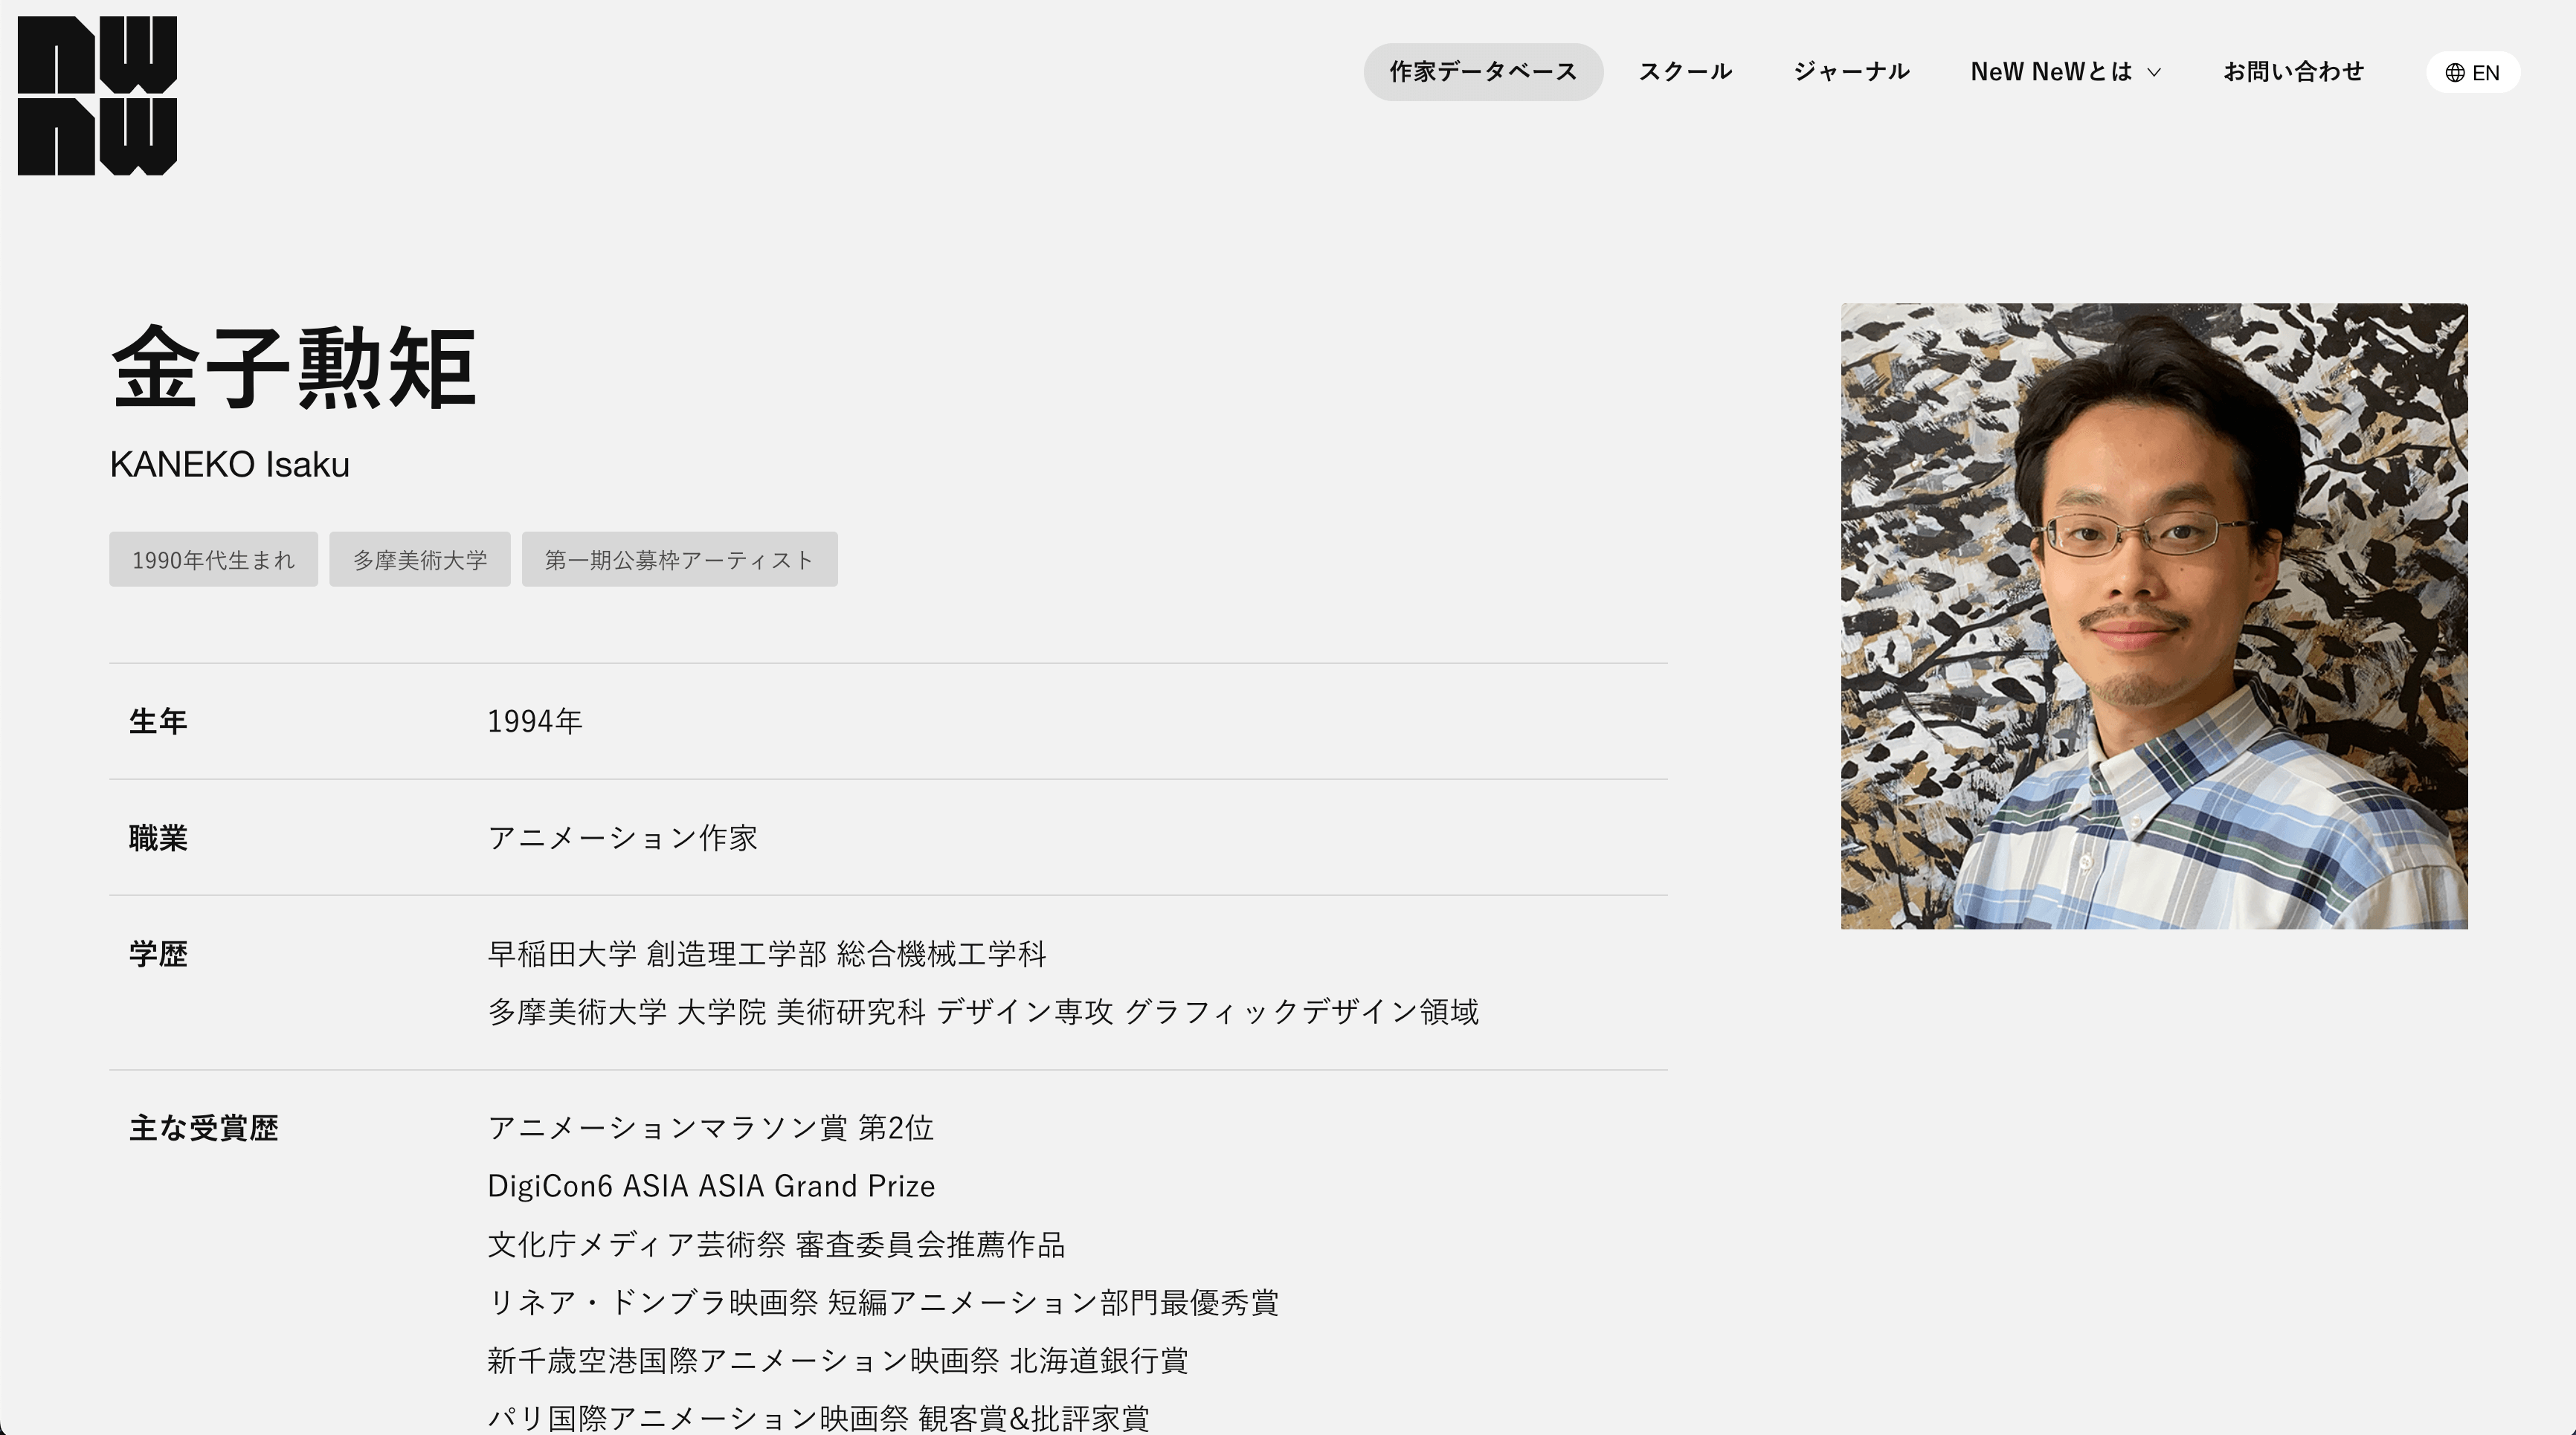 nw
nw
作家データベース スクール ジャーナル NeW NeWとは お問い合わせ EN
金子勳矩
KANEKO Isaku
1990年代生まれ 多摩美術大学 第一期公募枠アーティスト
生年 1994年
職業 アニメーション作家
学歴 早稲田大学 創造理工学部 総合機械工学科
多摩美術大学 大学院 美術研究科 デザイン専攻 グラフィックデザイン領域
主な受賞歴 アニメーションマラソン賞 第2位
DigiCon6 ASIA ASIA Grand Prize
文化庁メディア芸術祭 審査委員会推薦作品
リネア・ドンブラ映画祭 短編アニメーション部門最優秀賞
新千歳空港国際アニメーション映画祭 北海道銀行賞
パリ国際アニメーション映画祭 観客賞&批評家賞